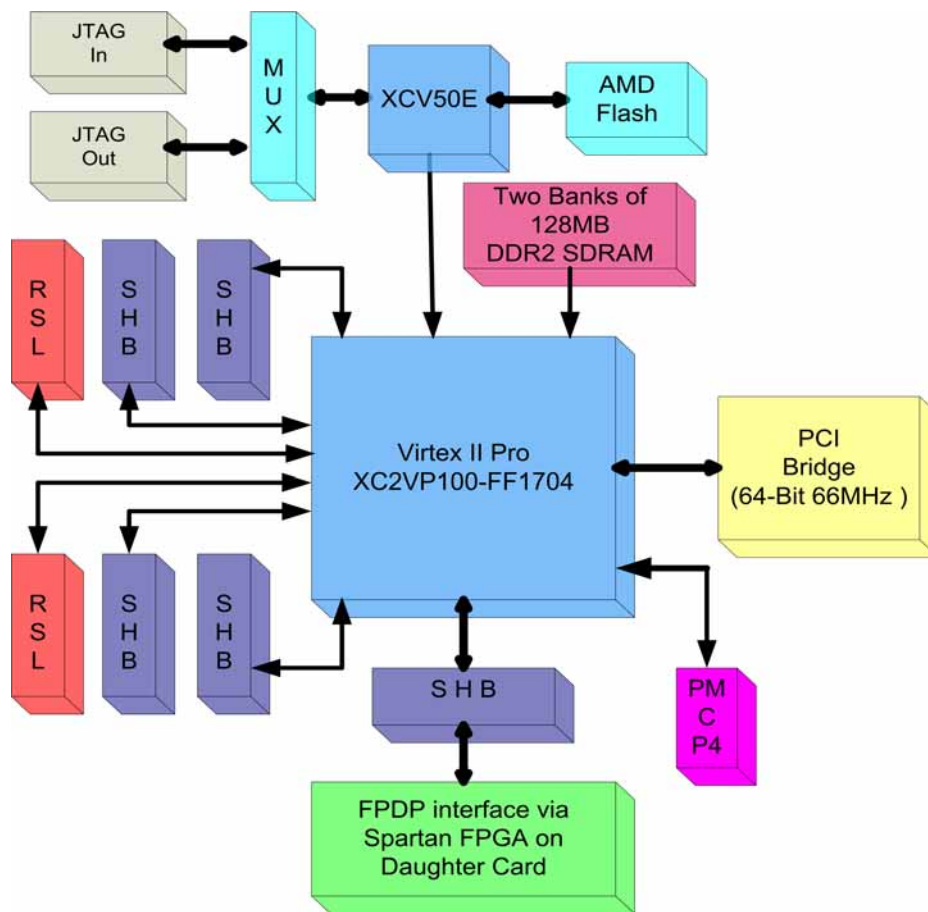 JTAG
In
M
U
X
XCV50E
AMD
Flash
JTAG
Out
Two Banks of
128MB
DDR2 SDRAM
R
S
L
S
H
B
S
H
B
Virtex II Pro
XC2VP100-FF1704
PCI
Bridge
(64-Bit 66MHz )
R
S
L
S
H
B
S
H
B
S H B
PM
C
P4
FPDP interface via
Spartan FPGA on
Daughter Card